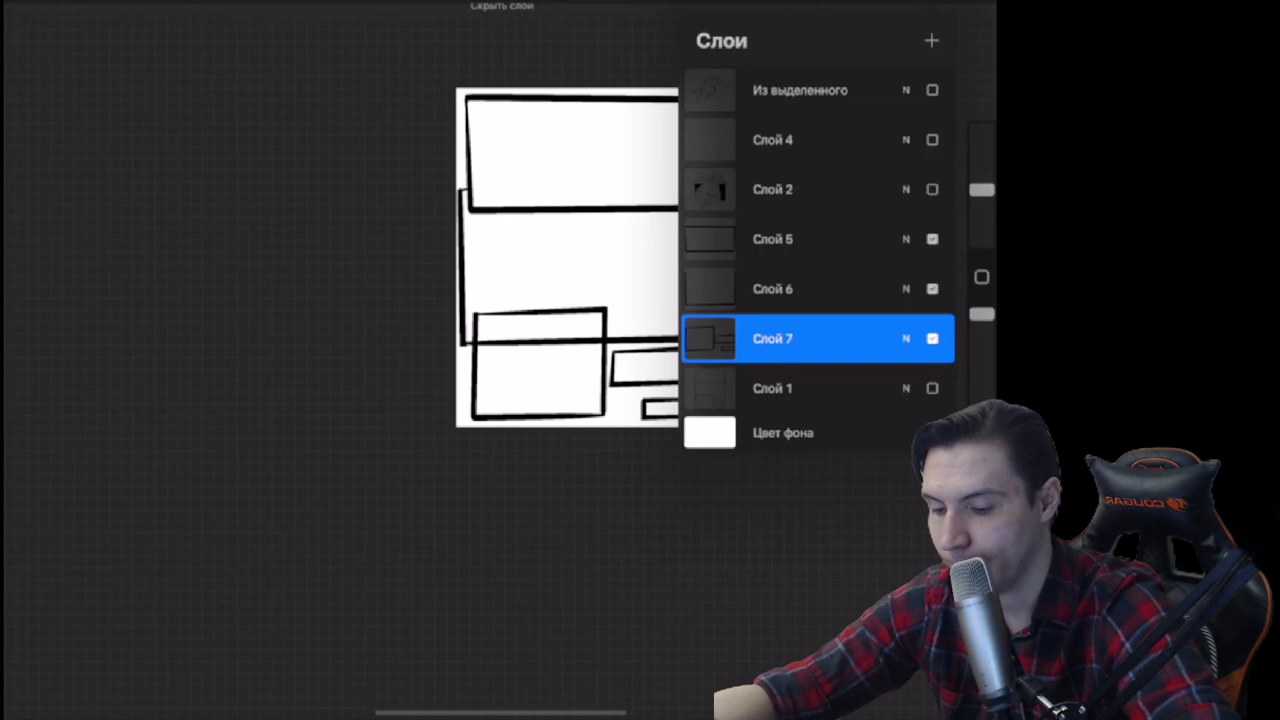 Скрыть слои
Слои
Из выделенного N
Слой 4 N
Слой 2 N
Слой 5 N
Слой 6 N
Слой 7 N
Слой 1 N
Цвет фона
COUGAR